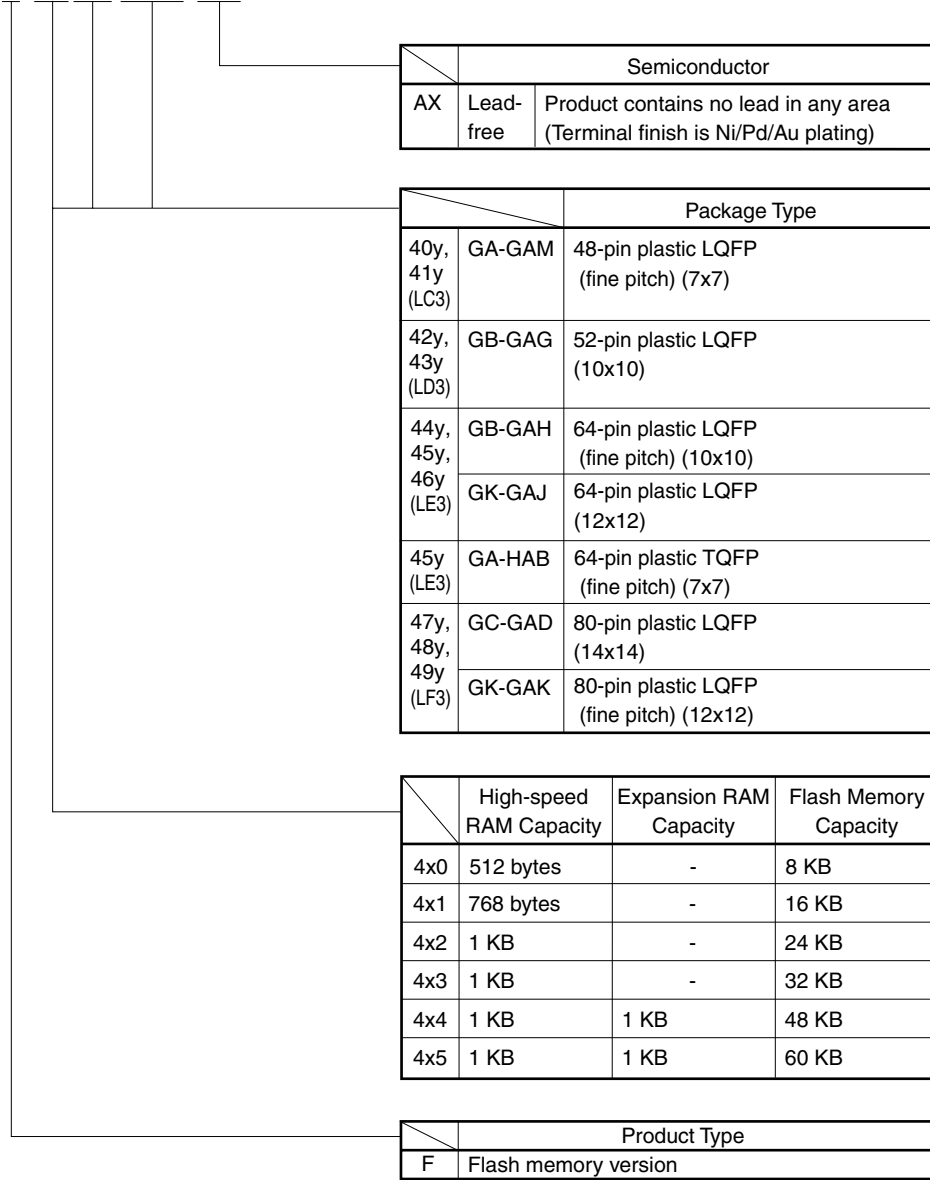 Semiconductor
AX Lead-free Product contains no lead in any area
(Terminal finish is Ni/Pd/Au plating)
Package Type
40y, 41y (LC3) GA-GAM 48-pin plastic LQFP
(fine pitch) (7x7)
42y, 43y (LD3) GB-GAG 52-pin plastic LQFP
(10x10)
44y, 45y, 46y (LE3) GB-GAH 64-pin plastic LQFP
(fine pitch) (10x10)
GK-GAJ 64-pin plastic LQFP
(12x12)
45y (LE3) GA-HAB 64-pin plastic TQFP
(fine pitch) (7x7)
47y, 48y, 49y (LF3) GC-GAD 80-pin plastic LQFP
(14x14)
GK-GAK 80-pin plastic LQFP
(fine pitch) (12x12)
High-speed RAM Capacity Expansion RAM Capacity Flash Memory Capacity
4x0 512 bytes - 8 KB
4x1 768 bytes - 16 KB
4x2 1 KB - 24 KB
4x3 1 KB - 32 KB
4x4 1 KB 1 KB 48 KB
4x5 1 KB 1 KB 60 KB
Product Type
F Flash memory version